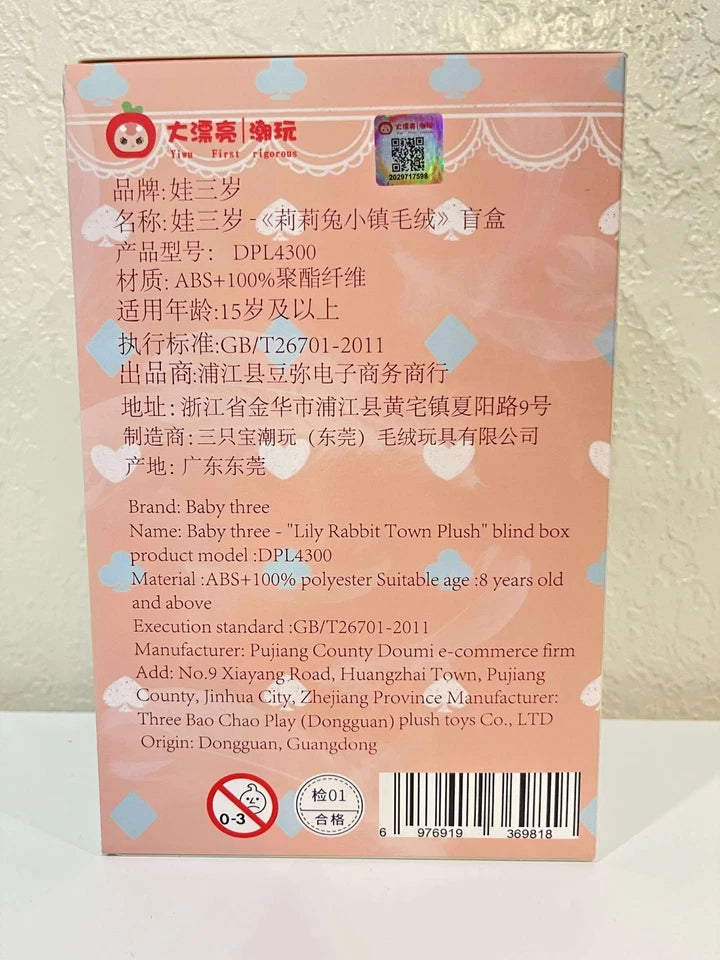 大漂亮|潮玩
Yiwu First rigorous
大漂亮|潮玩
2029717598
品牌:娃三岁
名称:娃三岁-《莉莉兔小镇毛绒》盲盒
产品型号: DPL4300
材质: ABS+100%聚酯纤维
适用年龄:15岁及以上
执行标准:GB/T26701-2011
出品商:浦江县豆弥电子商务商行
地址: 浙江省金华市浦江县黄宅镇夏阳路9号
制造商: 三只宝潮玩 (东莞) 毛绒玩具有限公司
产地: 广东东莞
Brand: Baby three
Name: Baby three - "Lily Rabbit Town Plush" blind box
product model :DPL4300
Material :ABS+100% polyester Suitable age :8 years old
and above
Execution standard :GB/T26701-2011
Manufacturer: Pujiang County Doumi e-commerce firm
Add: No.9 Xiayang Road, Huangzhai Town, Pujiang
County, Jinhua City, Zhejiang Province Manufacturer:
Three Bao Chao Play (Dongguan) plush toys Co., LTD
Origin: Dongguan, Guangdong
0-3
检01
合格
6 976919 369818